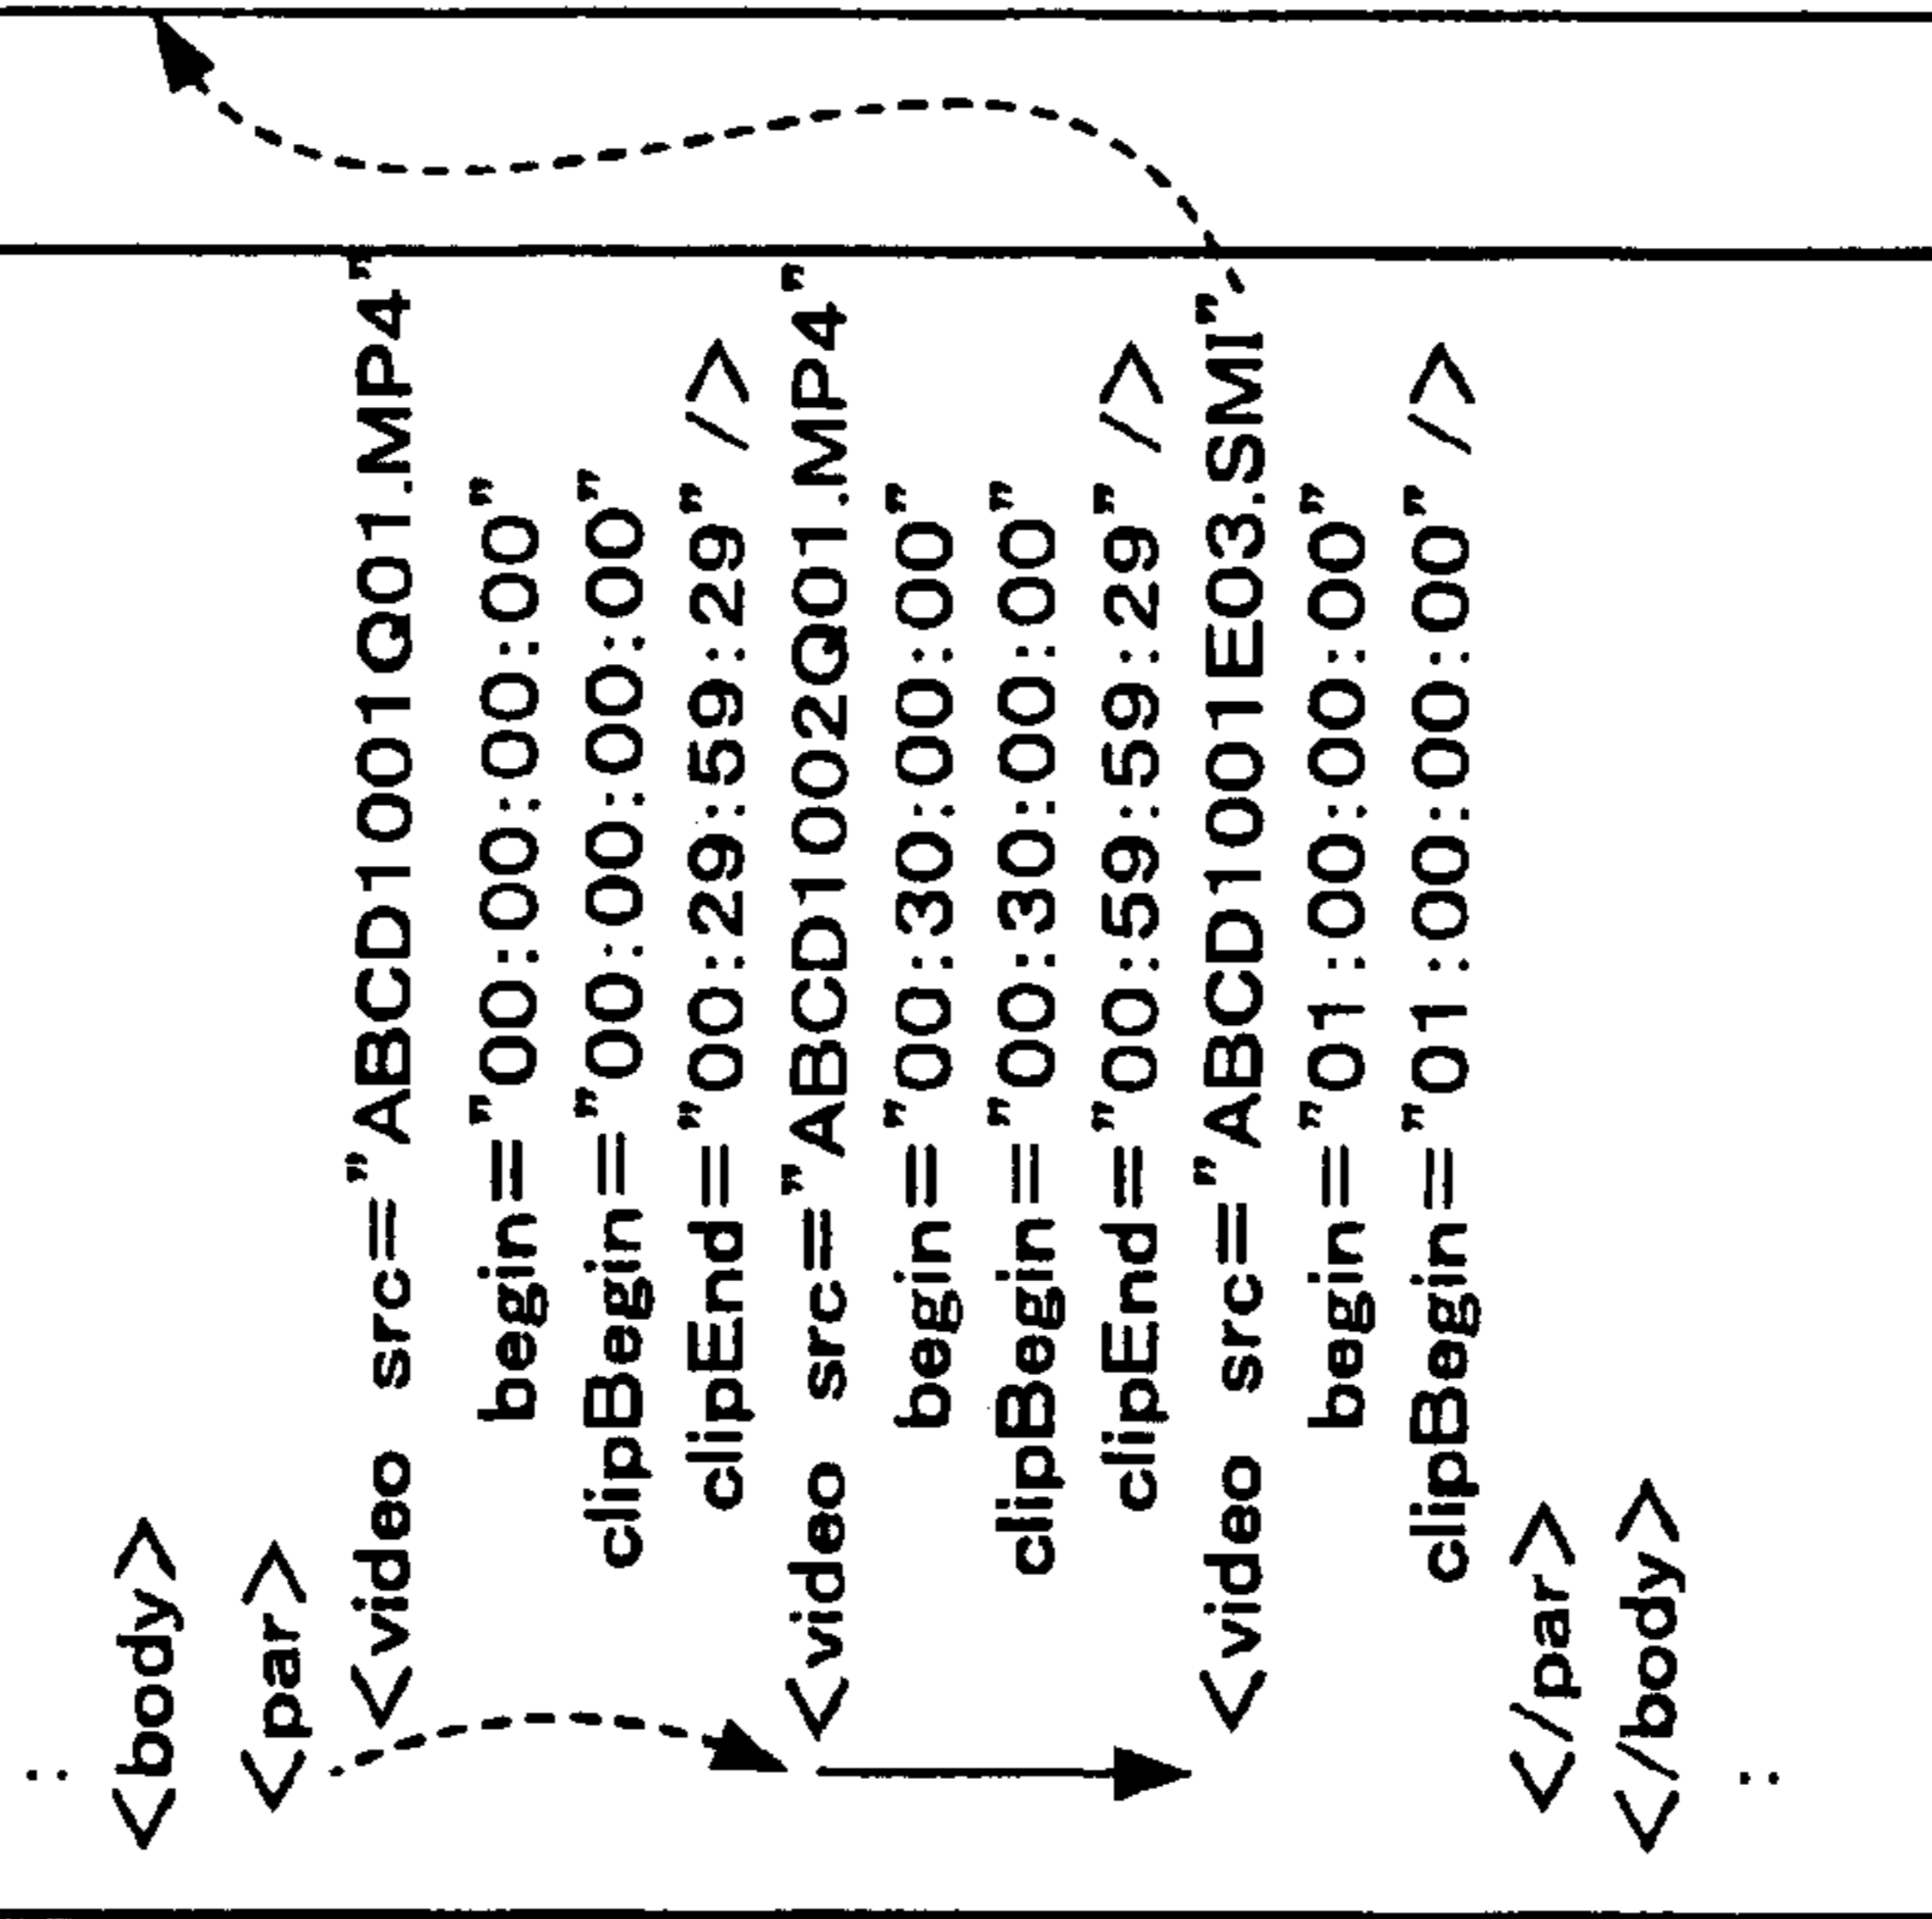 :
<body>
<par>
<video src="ABCD1001Q01.MP4"
begin="00:00:00:00"
clipBegin="00:00:00:00"
clipEnd="00:29:59:29" />
<video src="ABCD1002Q01.MP4"
begin="00:30:00:00"
clipBegin="00:30:00:00"
clipEnd="00:59:59:29" />
<video src="ABCD1001E03.SMI"
begin="01:00:00:00"
clipBegin="01:00:00:00" />
</par>
</body>
: